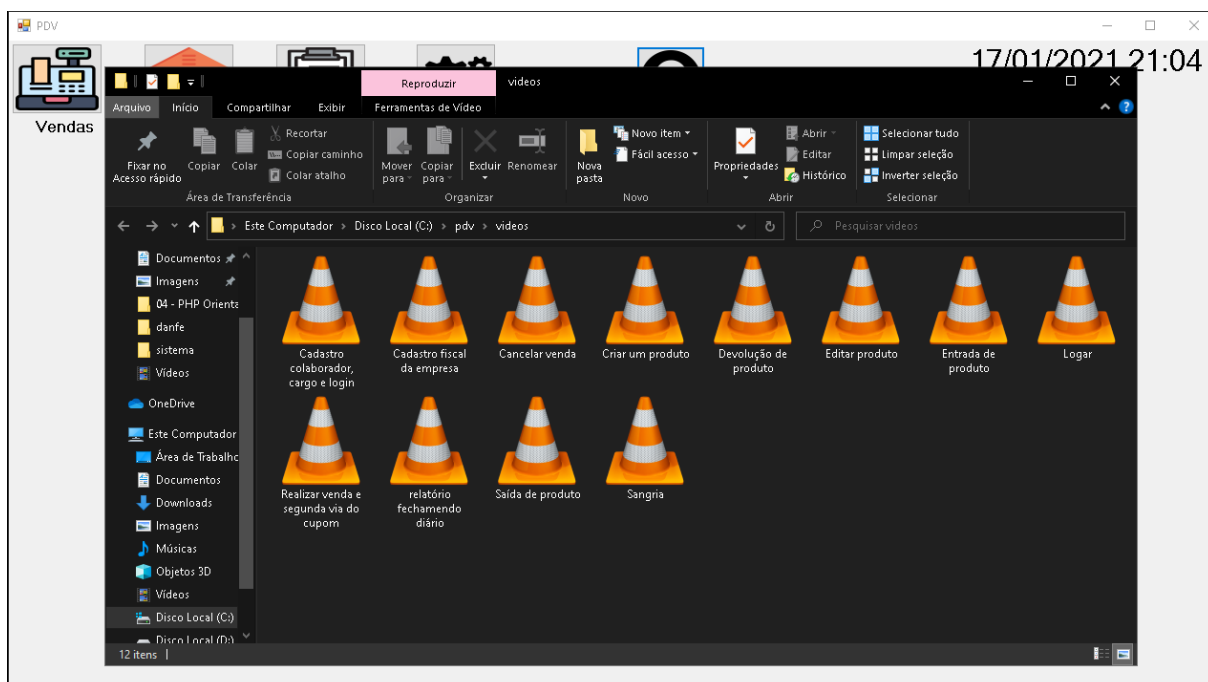 PDV
17/01/2021 21:04
Vendas
Reproduzir
videos
Arquivo Início Compartilhar Exibir Ferramentas de Vídeo
Fixar no
Acesso rápido
Copiar
Colar
Recortar
Copiar caminho
Colar atalho
Área de Transferência
Mover
para
Copiar
para
Excluir
Renomear
Organizar
Nova
pasta
Novo item
Fácil acesso
Novo
Propriedades
Abrir
Editar
Histórico
Abrir
Selecionar tudo
Limpar seleção
Inverter seleção
Selecionar
Este Computador > Disco Local (C:) > pdv > videos
Pesquisar videos
Documentos
Imagens
04 - PHP Orienta
danfe
sistema
Vídeos
OneDrive
Este Computador
Área de Trabalho
Documentos
Downloads
Imagens
Músicas
Objetos 3D
Vídeos
Disco Local (C:)
Disco Local (D:)
Cadastro
colaborador,
cargo e login
Cadastro fiscal
da empresa
Cancelar venda
Criar um produto
Devolução de
produto
Editar produto
Entrada de
produto
Logar
Realizar venda e
segunda via do
cupom
relatório
fechamendo
diário
Saída de produto
Sangria
12 itens